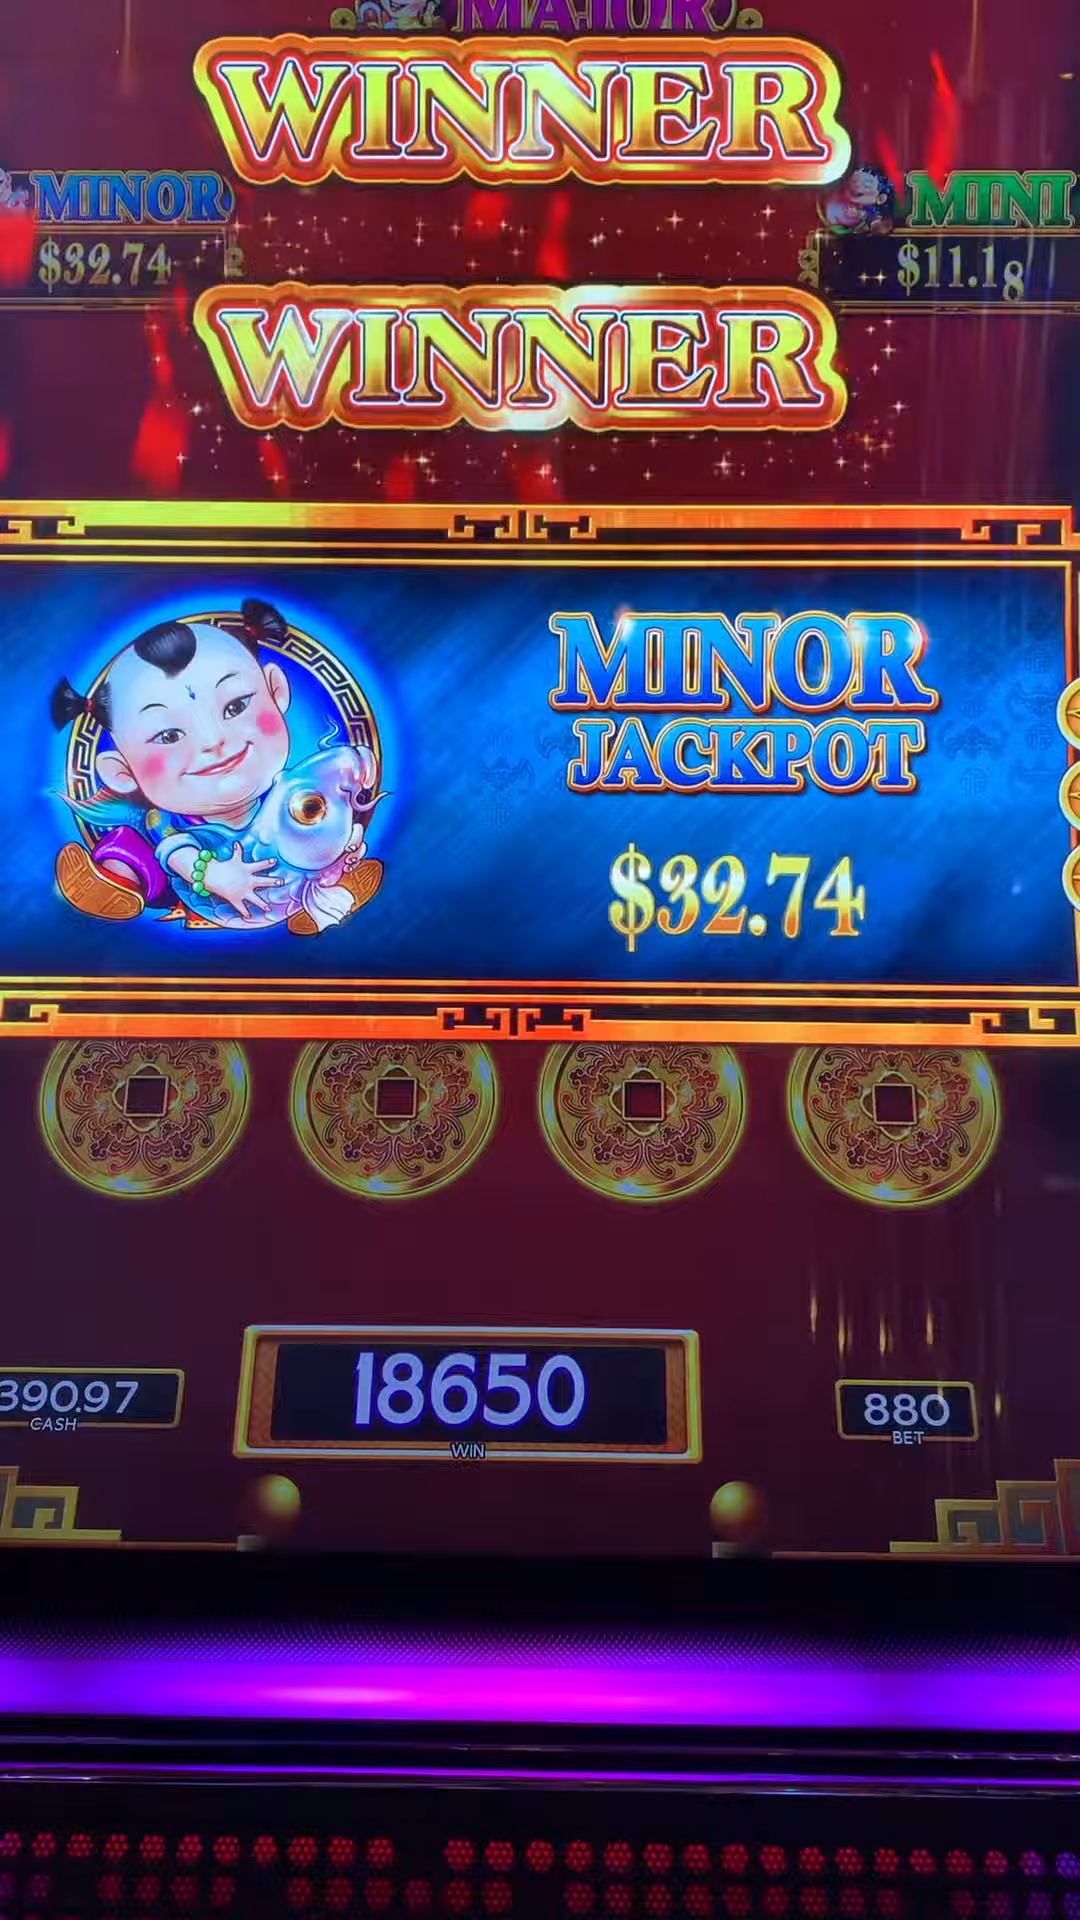 MAJOR
WINNER
MINOR
MINI
$32.74
$11.18
WINNER
MINOR
JACKPOT
$32.74
390.97
CASH
18650
WIN
880
BET